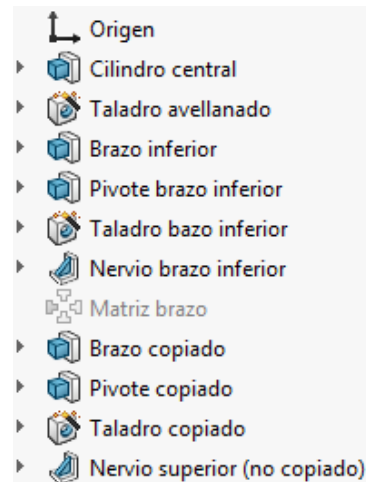 Origen
Cilindro central
Taladro avellanado
Brazo inferior
Pivote brazo inferior
Taladro bazo inferior
Nervio brazo inferior
Matriz brazo
Brazo copiado
Pivote copiado
Taladro copiado
Nervio superior (no copiado)